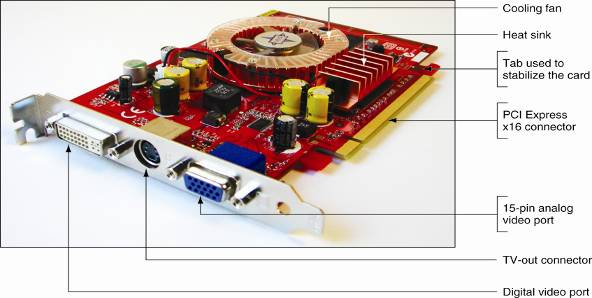 Cooling fan
Heat sink
Tab used to
stabilize the card
PCI Express
x16 connector
15-pin analog
video port
TV-out connector
Digital video port